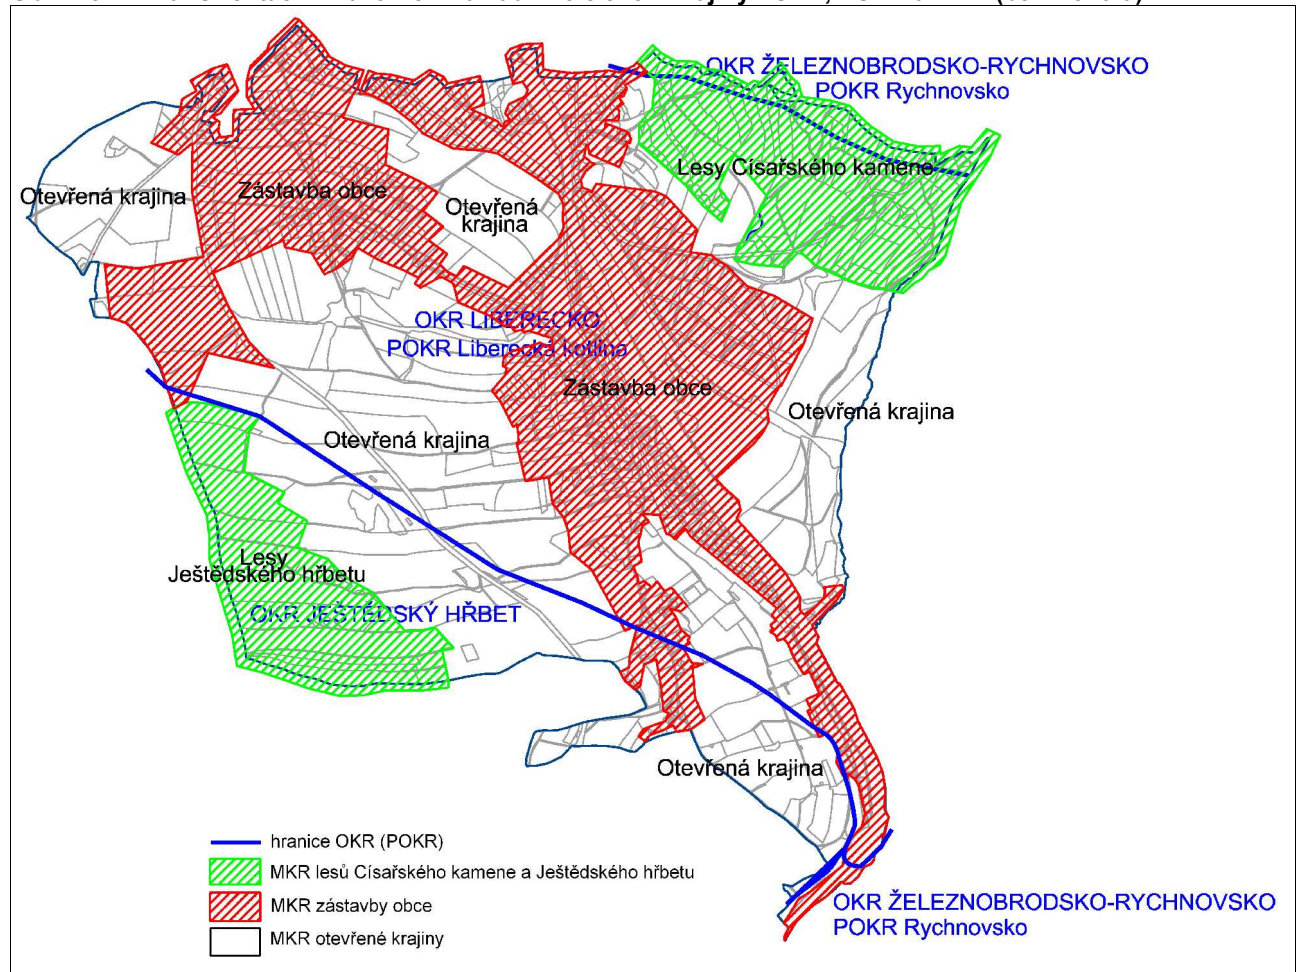 OKR ŽELEZNOBRODSKO-RYCHNOVSKO
POKR Rychnovsko
Lesy Císařského kamene
Otevřená krajina
Zástavba obce
Otevřená
krajina
OKR LIBERECKO
POKR Liberecká kotlina
Zástavba obce
Otevřená krajina
Otevřená krajina
Lesy
Ještědského hřbetu
OKR JEŠTĚDSKÝ HŘBET
Otevřená krajina
hranice OKR (POKR)
MKR lesů Císařského kamene a Ještědského hřbetu
MKR zástavby obce
MKR otevřené krajiny
OKR ŽELEZNOBRODSKO-RYCHNOVSKO
POKR Rychnovsko